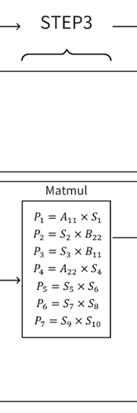 STEP3
Matmul
P₁ = A₁₁ × S₁
P₂ = S₂ × B₂₂
P₃ = S₃ × B₁₁
P₄ = A₂₂ × S₄
P₅ = S₅ × S₆
P₆ = S₇ × S₈
P₇ = S₉ × S₁₀